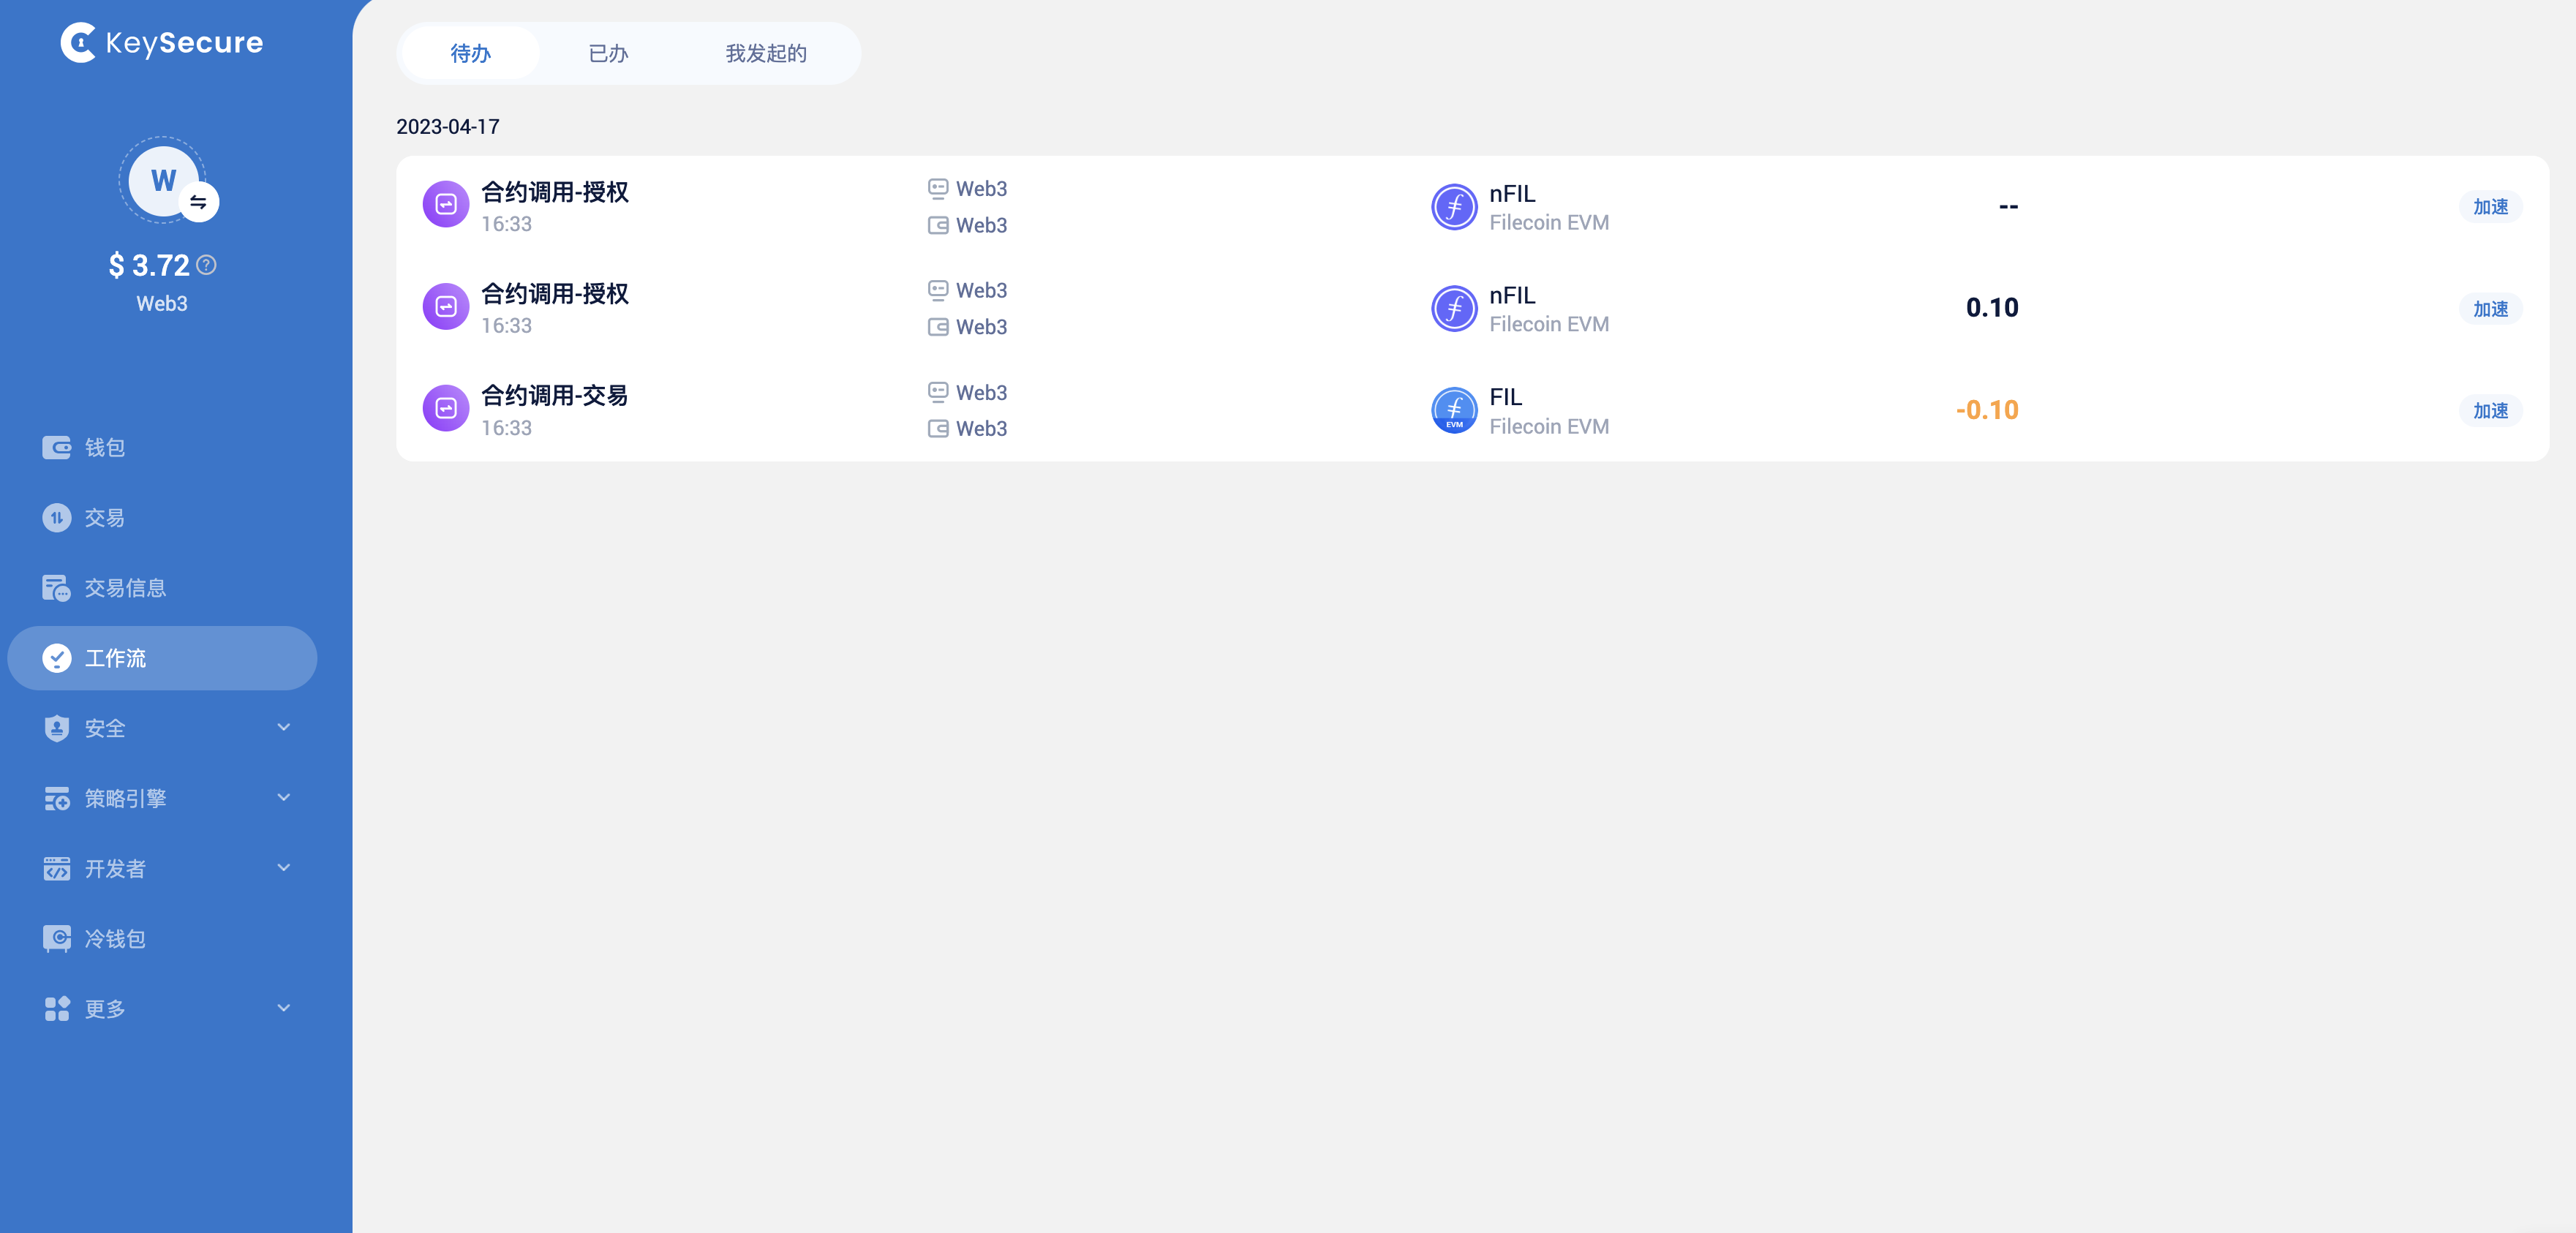 KeySecure
W
$ 3.72
Web3
钱包
交易
交易信息
工作流
安全
策略引擎
开发者
冷钱包
更多
待办 已办 我发起的
2023-04-17
合约调用-授权
16:33
Web3
Web3
nFIL
Filecoin EVM
--
加速
合约调用-授权
16:33
Web3
Web3
nFIL
Filecoin EVM
0.10
加速
合约调用-交易
16:33
Web3
Web3
EVM
FIL
Filecoin EVM
-0.10
加速